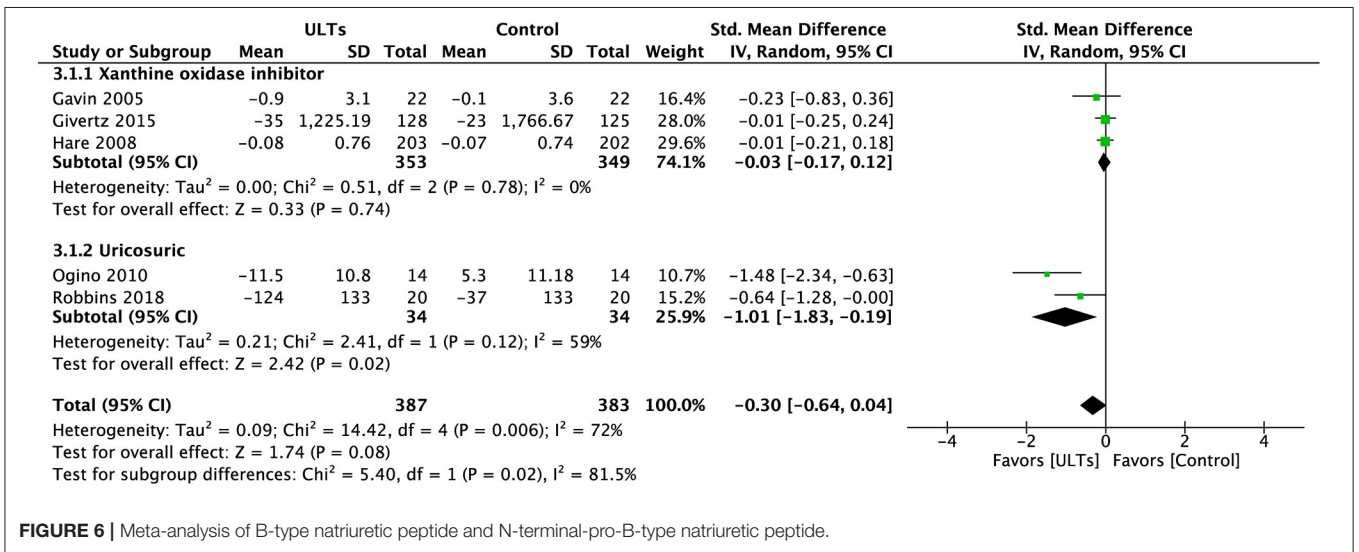 ULTs Control Std. Mean Difference Std. Mean Difference
Study or Subgroup Mean SD Total Mean SD Total Weight IV, Random, 95% CI IV, Random, 95% CI
3.1.1 Xanthine oxidase inhibitor
Gavin 2005 −0.9 3.1 22 −0.1 3.6 22 16.4% −0.23 [−0.83, 0.36]
Givertz 2015 −35 1,225.19 128 −23 1,766.67 125 28.0% −0.01 [−0.25, 0.24]
Hare 2008 −0.08 0.76 203 −0.07 0.74 202 29.6% −0.01 [−0.21, 0.18]
Subtotal (95% CI) 353 349 74.1% −0.03 [−0.17, 0.12]
Heterogeneity: Tau² = 0.00; Chi² = 0.51, df = 2 (P = 0.78); I² = 0%
Test for overall effect: Z = 0.33 (P = 0.74)
3.1.2 Uricosuric
Ogino 2010 −11.5 10.8 14 5.3 11.18 14 10.7% −1.48 [−2.34, −0.63]
Robbins 2018 −124 133 20 −37 133 20 15.2% −0.64 [−1.28, −0.00]
Subtotal (95% CI) 34 34 25.9% −1.01 [−1.83, −0.19]
Heterogeneity: Tau² = 0.21; Chi² = 2.41, df = 1 (P = 0.12); I² = 59%
Test for overall effect: Z = 2.42 (P = 0.02)
Total (95% CI) 387 383 100.0% −0.30 [−0.64, 0.04]
Heterogeneity: Tau² = 0.09; Chi² = 14.42, df = 4 (P = 0.006); I² = 72%
Test for overall effect: Z = 1.74 (P = 0.08)
Test for subgroup differences: Chi² = 5.40, df = 1 (P = 0.02), I² = 81.5%
−4 −2 0 2 4
Favors [ULTs] Favors [Control]
FIGURE 6 | Meta-analysis of B-type natriuretic peptide and N-terminal-pro-B-type natriuretic peptide.